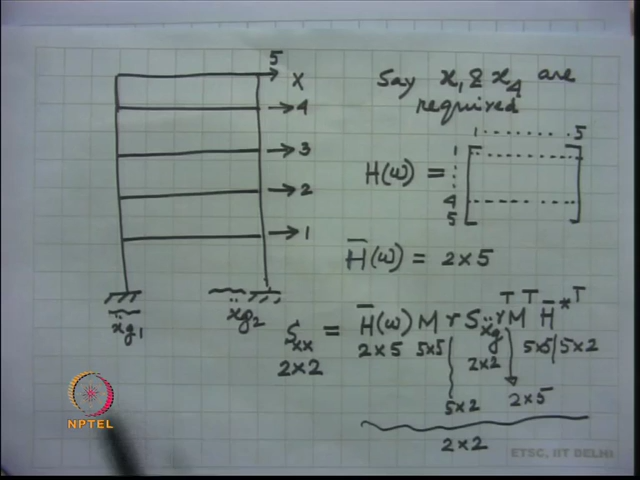 5
X
4
3
2
1
ẍg1
ẍg2
Say x1 & x4 are
required
1 ........ 5
1
H(ω) =
4
5
H̄(ω) = 2×5
Sxx = H̄(ω) M r Sẍg rᵀ Mᵀ H̄*ᵀ
2×2 2×5 5×5 2×2 5×5 5×2
5×2 2×5
2×2
NPTEL
ETSC, IIT DELHI